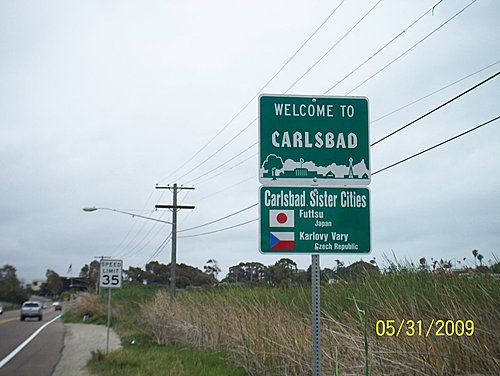 WELCOME TO
CARLSBAD
Carlsbad Sister Cities
Futtsu
Japan
Karlovy Vary
Czech Republic
SPEED
LIMIT
35
05/31/2009